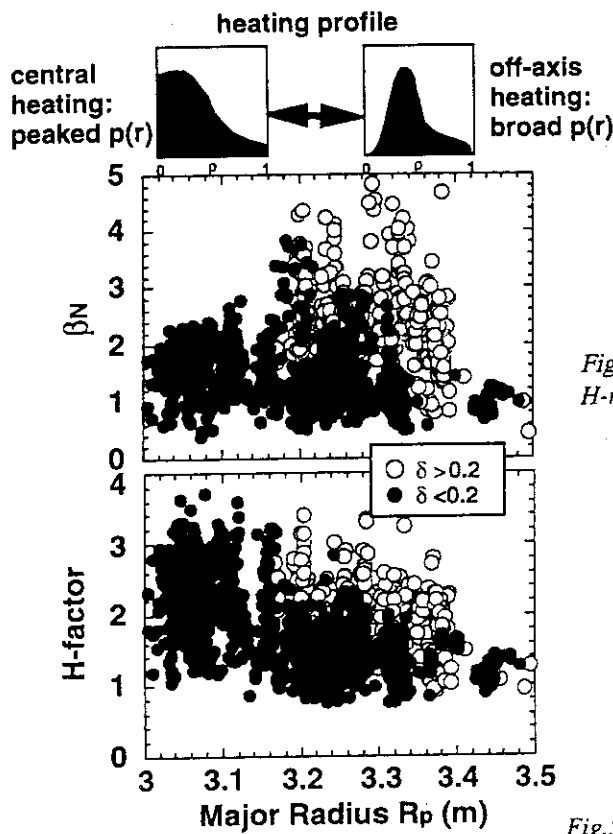 heating profile
central
heating:
peaked p(r)
off-axis
heating:
broad p(r)
0 ρ 1
0 ρ 1
5
4
3
2
1
0
βN
Fig
H-
δ > 0.2
δ < 0.2
4
3
2
1
0
H-factor
3 3.1 3.2 3.3 3.4 3.5
Major Radius Rp (m)
Fig.